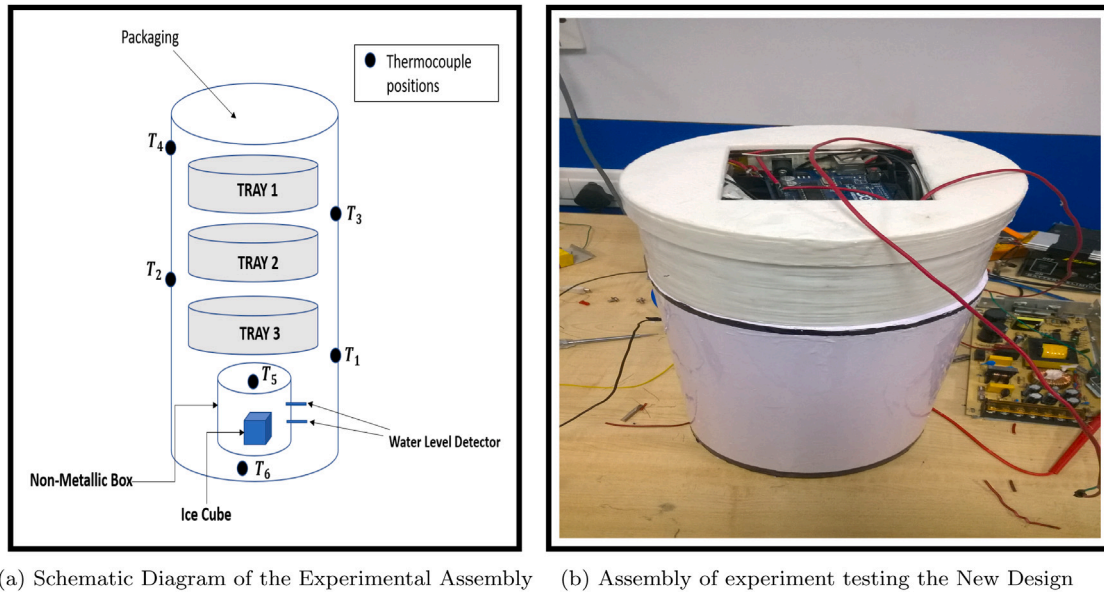 Packaging
Thermocouple
positions
T4
TRAY 1
T3
TRAY 2
T2
TRAY 3
T1
T5
Water Level Detector
Non-Metallic Box
T6
Ice Cube
(a) Schematic Diagram of the Experimental Assembly
(b) Assembly of experiment testing the New Design